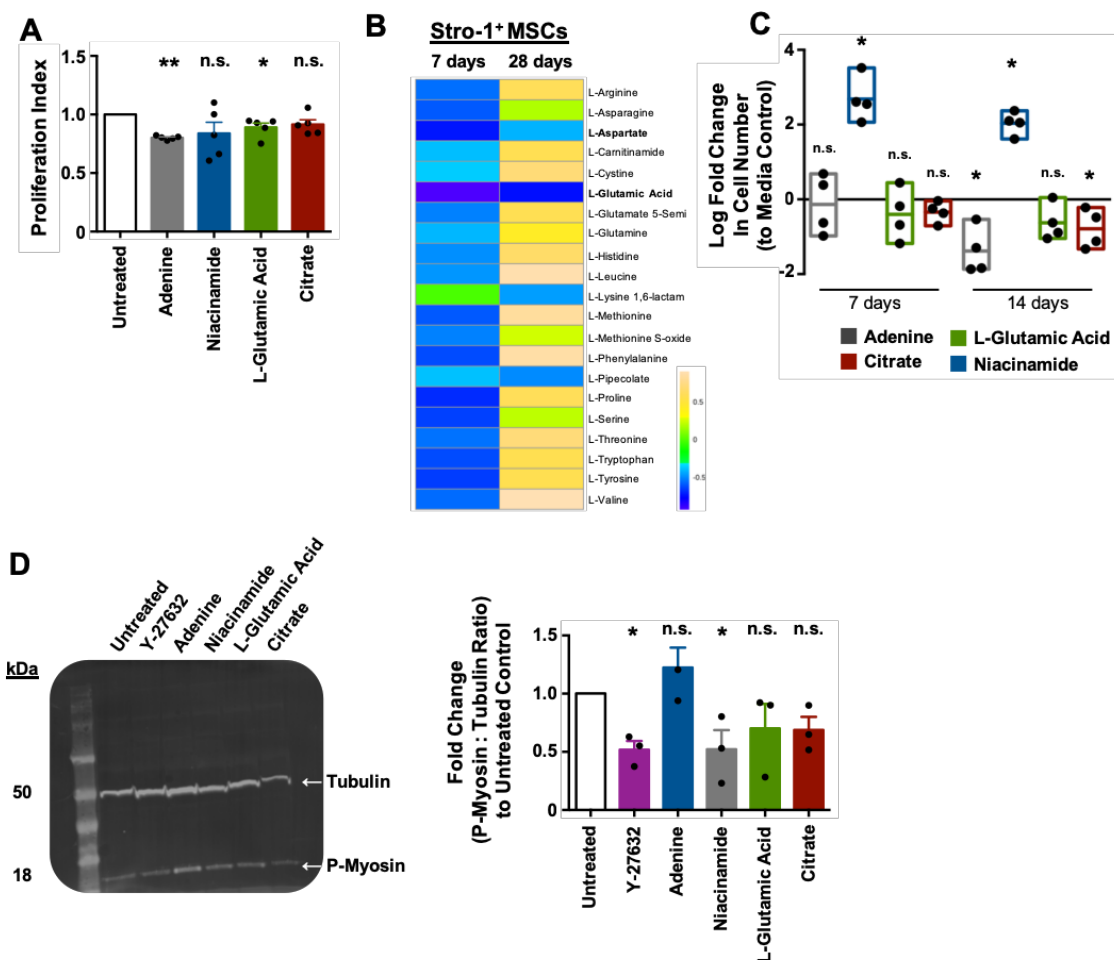 A
Proliferation Index
1.5
1.0
0.5
0
** n.s. * n.s.
Untreated
Adenine
Niacinamide
L-Glutamic Acid
Citrate
B
Stro-1+ MSCs
7 days 28 days
L-Arginine
L-Asparagine
L-Aspartate
L-Carnitinamide
L-Cystine
L-Glutamic Acid
L-Glutamate 5-Semi
L-Glutamine
L-Histidine
L-Leucine
L-Lysine 1,6-lactam
L-Methionine
L-Methionine S-oxide
L-Phenylalanine
L-Pipecolate
L-Proline
L-Serine
L-Threonine
L-Tryptophan
L-Tyrosine
L-Valine
0.5
0
-0.5
C
Log Fold Change
In Cell Number
(to Media Control)
4
2
0
-2
n.s. * n.s. n.s. * * n.s. *
7 days 14 days
Adenine L-Glutamic Acid
Citrate Niacinamide
D
Untreated
Y-27632
Adenine
Niacinamide
L-Glutamic Acid
Citrate
kDa
50
18
Tubulin
P-Myosin
Fold Change
(P-Myosin : Tubulin Ratio)
to Untreated Control
1.5
1.0
0.5
0
* n.s. * n.s. n.s.
Untreated
Y-27632
Adenine
Niacinamide
L-Glutamic Acid
Citrate